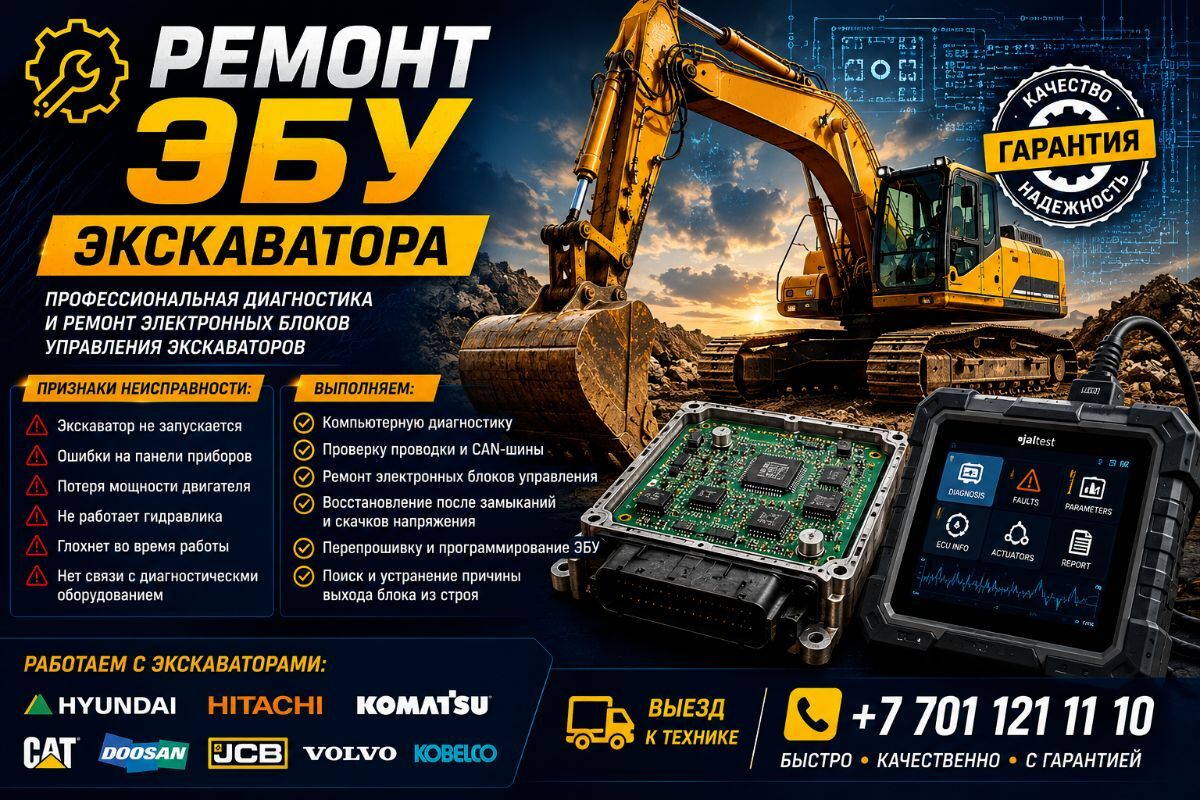 РЕМОНТ
ЭБУ
ЭКСКАВАТОРА
ПРОФЕССИОНАЛЬНАЯ ДИАГНОСТИКА
И РЕМОНТ ЭЛЕКТРОННЫХ БЛОКОВ
УПРАВЛЕНИЯ ЭКСКАВАТОРОВ
КАЧЕСТВО
ГАРАНТИЯ
НАДЕЖНОСТЬ
ПРИЗНАКИ НЕИСПРАВНОСТИ:
Экскаватор не запускается
Ошибки на панели приборов
Потеря мощности двигателя
Не работает гидравлика
Глохнет во время работы
Нет связи с диагностическми
оборудованием
ВЫПОЛНЯЕМ:
Компьютерную диагностику
Проверку проводки и CAN-шины
Ремонт электронных блоков управления
Восстановление после замыканий
и скачков напряжения
Перепрошивку и программирование ЭБУ
Поиск и устранение причины
выхода блока из строя
jaltest
DIAGNOSIS
FAULTS
PARAMETERS
ECU INFO
ACTUATORS
REPORT
РАБОТАЕМ С ЭКСКАВАТОРАМИ:
HYUNDAI HITACHI KOMATSU
CAT DOOSAN JCB VOLVO KOBELCO
ВЫЕЗД
К ТЕХНИКЕ
+7 701 121 11 10
БЫСТРО • КАЧЕСТВЕННО • С ГАРАНТИЕЙ